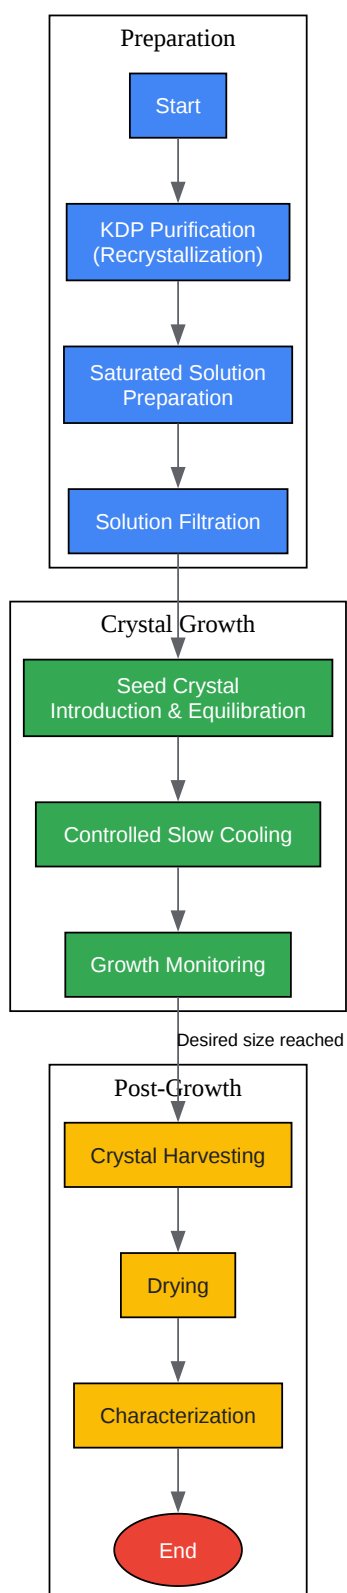 Preparation
Start
KDP Purification
(Recrystallization)
Saturated Solution
Preparation
Solution Filtration
Crystal Growth
Seed Crystal
Introduction & Equilibration
Controlled Slow Cooling
Growth Monitoring
Desired size reached
Post-Growth
Crystal Harvesting
Drying
Characterization
End